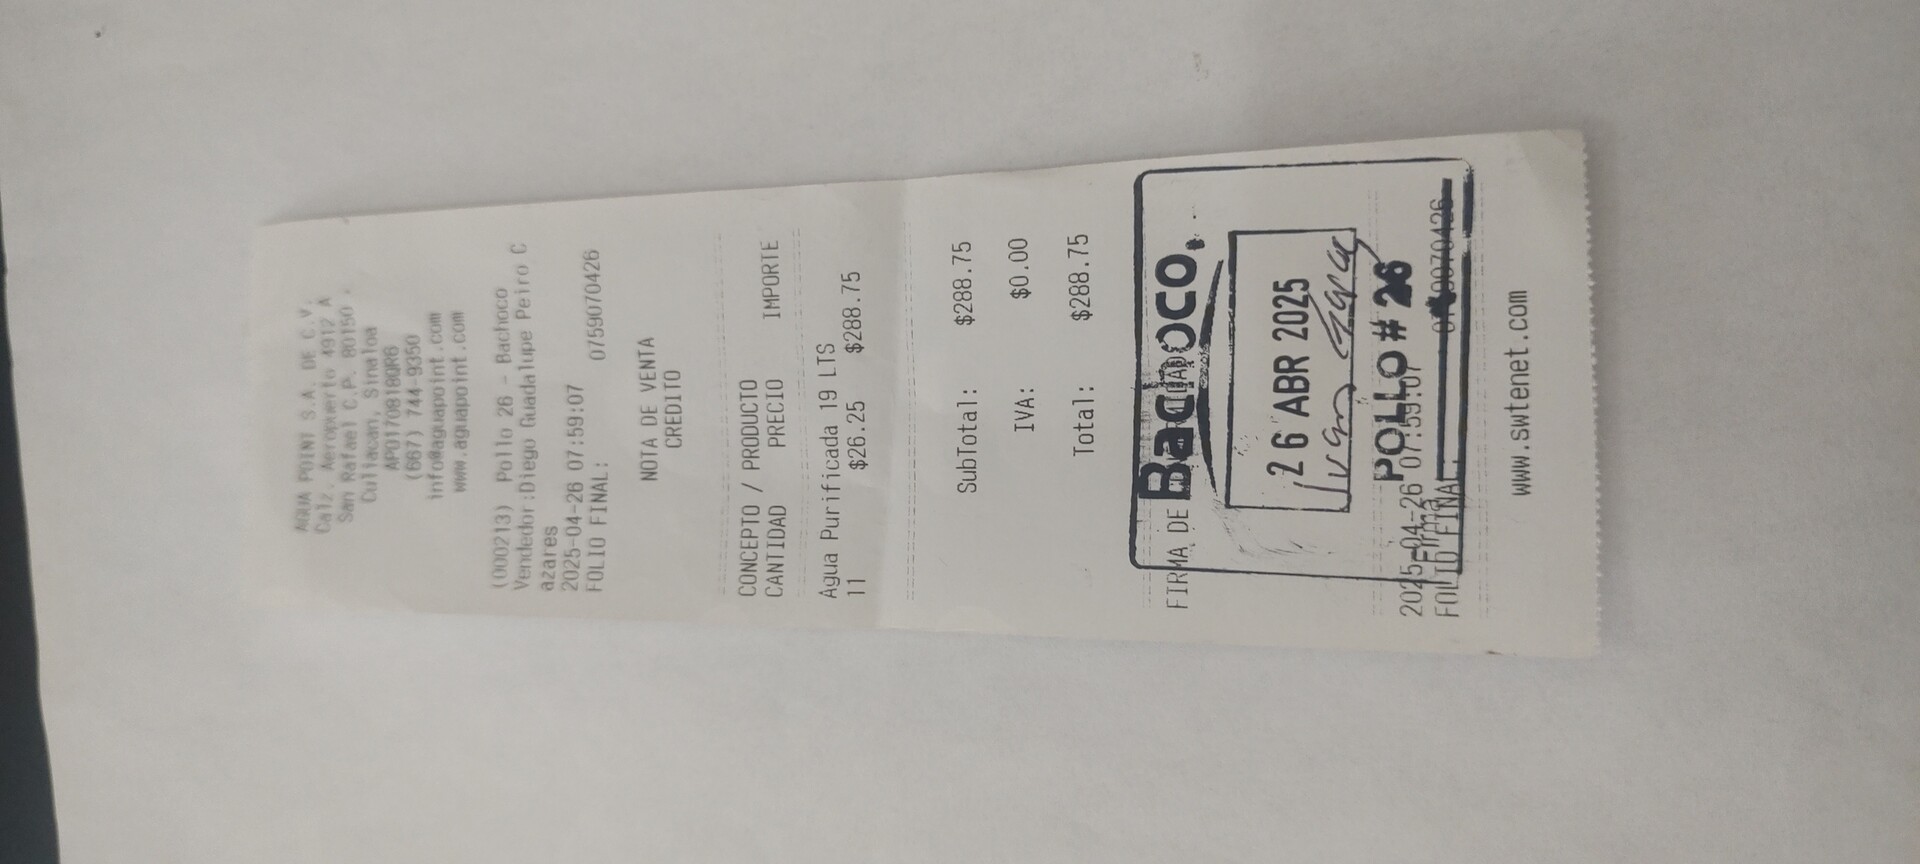 AGUA POINT S.A. DE C.V.
Calz. Aeropuerto 4912 A
San Rafael C.P. 80150
Culiacan, Sinaloa
APO170818QR6
(667) 744-9350
info@aguapoint.com
www.aguapoint.com
(000213) Pollo 26 - Bachoco
Vendedor:Diego Guadalupe Peiro C
azares
2025-04-26 07:59:07
FOLIO FINAL: 0759070426
NOTA DE VENTA
CREDITO
CONCEPTO / PRODUCTO
CANTIDAD PRECIO IMPORTE
Agua Purificada 19 LTS
11 $26.25 $288.75
SubTotal: $288.75
IVA: $0.00
Total: $288.75
FIRMA DE
Bachoco.
26 ABR 2025
POLLO # 26
Firma
2025-04-26 07:59:07
FOLIO FINAL:
www.swtenet.com